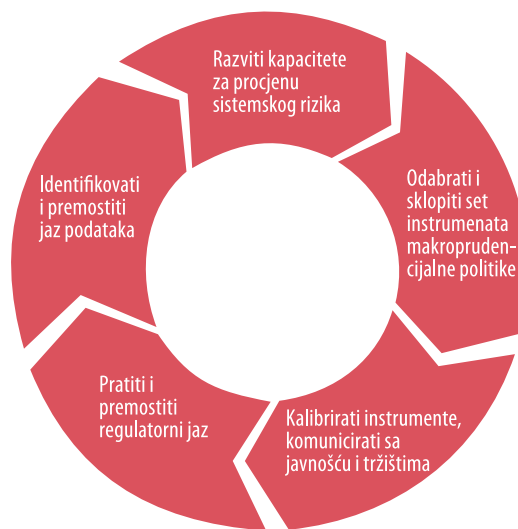 Razviti kapacitete
za procjenu
sistemskog rizika
Odabrati i
sklopiti set
instrumenata
makropruden-
cijalne politike
Kalibrirati instrumente,
komunicirati sa
javnošću i tržištima
Pratiti i
premostiti
regulatorni jaz
Identifikovati
i premostiti
jaz podataka